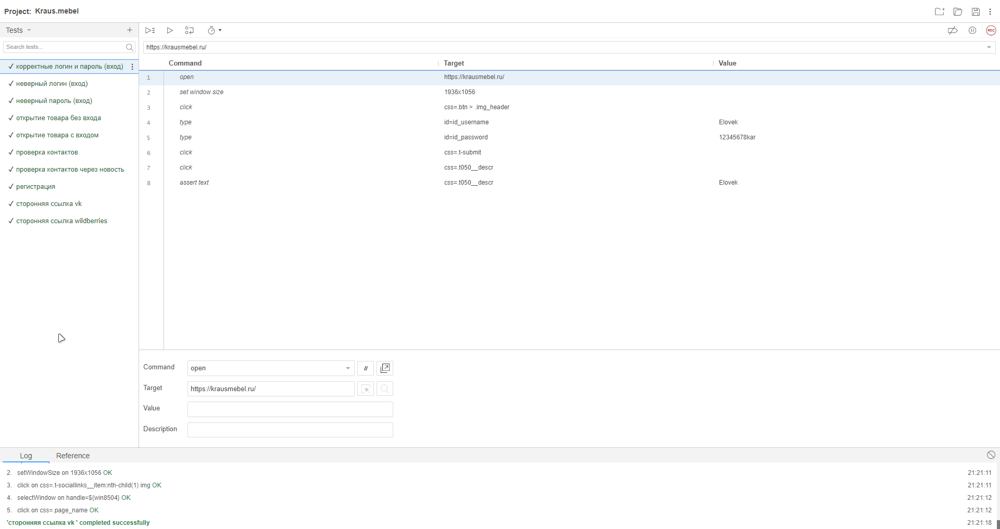 Project: Kraus.mebel
Tests
Search tests...
✓ корректные логин и пароль (вход)
✓ неверный логин (вход)
✓ неверный пароль (вход)
✓ открытие товара без входа
✓ открытие товара с входом
✓ проверка контактов
✓ проверка контактов через новость
✓ регистрация
✓ сторонняя ссылка vk
✓ сторонняя ссылка wildberries
REC
https://krausmebel.ru/
Command Target Value
1 open https://krausmebel.ru/
2 set window size 1936x1056
3 click css=.btn > .img_header
4 type id=id_username Elovek
5 type id=id_password 12345678kar
6 click css=.t-submit
7 click css=.t050__descr
8 assert text css=.t050__descr Elovek
Command open //
Target https://krausmebel.ru/
Value
Description
Log Reference
2. setWindowSize on 1936x1056 OK 21:21:11
3. click on css=.t-sociallinks__item:nth-child(1) img OK 21:21:11
4. selectWindow on handle=${win8504} OK 21:21:12
5. click on css=.page_name OK 21:21:12
'сторонняя ссылка vk ' completed successfully 21:21:18